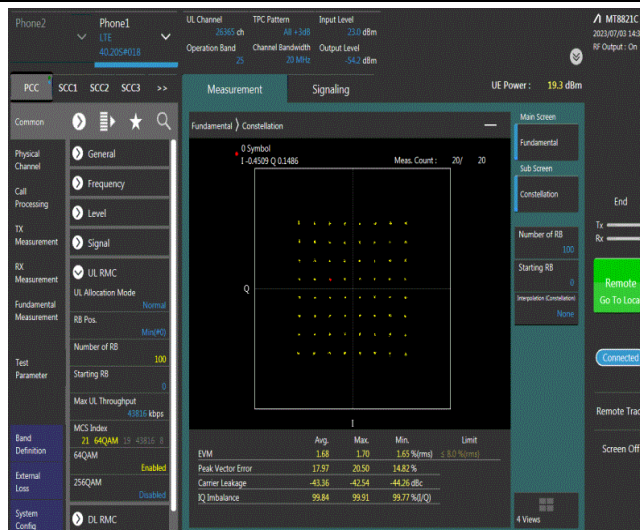 Phone2
Phone1
LTE
40.20S#018
UL Channel
26365 ch
TPC Pattern
All +3dB
Input Level
23.0 dBm
Operation Band
25
Channel Bandwidth
20 MHz
Output Level
-54.2 dBm
MT8821C
2023/07/03 14:3
RF Output : On
PCC
SCC1
SCC2
SCC3
>>
Measurement
Signaling
UE Power :
19.3 dBm
Common
Physical
Channel
Call
Processing
TX
Measurement
RX
Measurement
Fundamental
Measurement
Test
Parameter
Band
Definition
External
Loss
System
Config
General
Frequency
Level
Signal
UL RMC
UL Allocation Mode
Normal
RB Pos.
Min(#0)
Number of RB
100
Starting RB
0
Max UL Throughput
43816 kbps
MCS Index
21 64QAM 19 43816 8
64QAM
Enabled
256QAM
Disabled
DL RMC
Fundamental 》 Constellation
0 Symbol
I -0.4509 Q 0.1486
Meas. Count : 20/ 20
Q
I
Avg. Max. Min. Limit
EVM 1.68 1.70 1.65 %(rms) ≤ 8.0 %(rms)
Peak Vector Error 17.97 20.50 14.82 %
Carrier Leakage -43.36 -42.54 -44.26 dBc
IQ Imbalance 99.84 99.91 99.77 %(I/Q)
Main Screen
Fundamental
Sub Screen
Constellation
Number of RB
100
Starting RB
0
Interpolation (Constellation)
None
4 Views
End
Tx
Rx
Remote
Go To Loca
Connected
Remote Trac
Screen Off